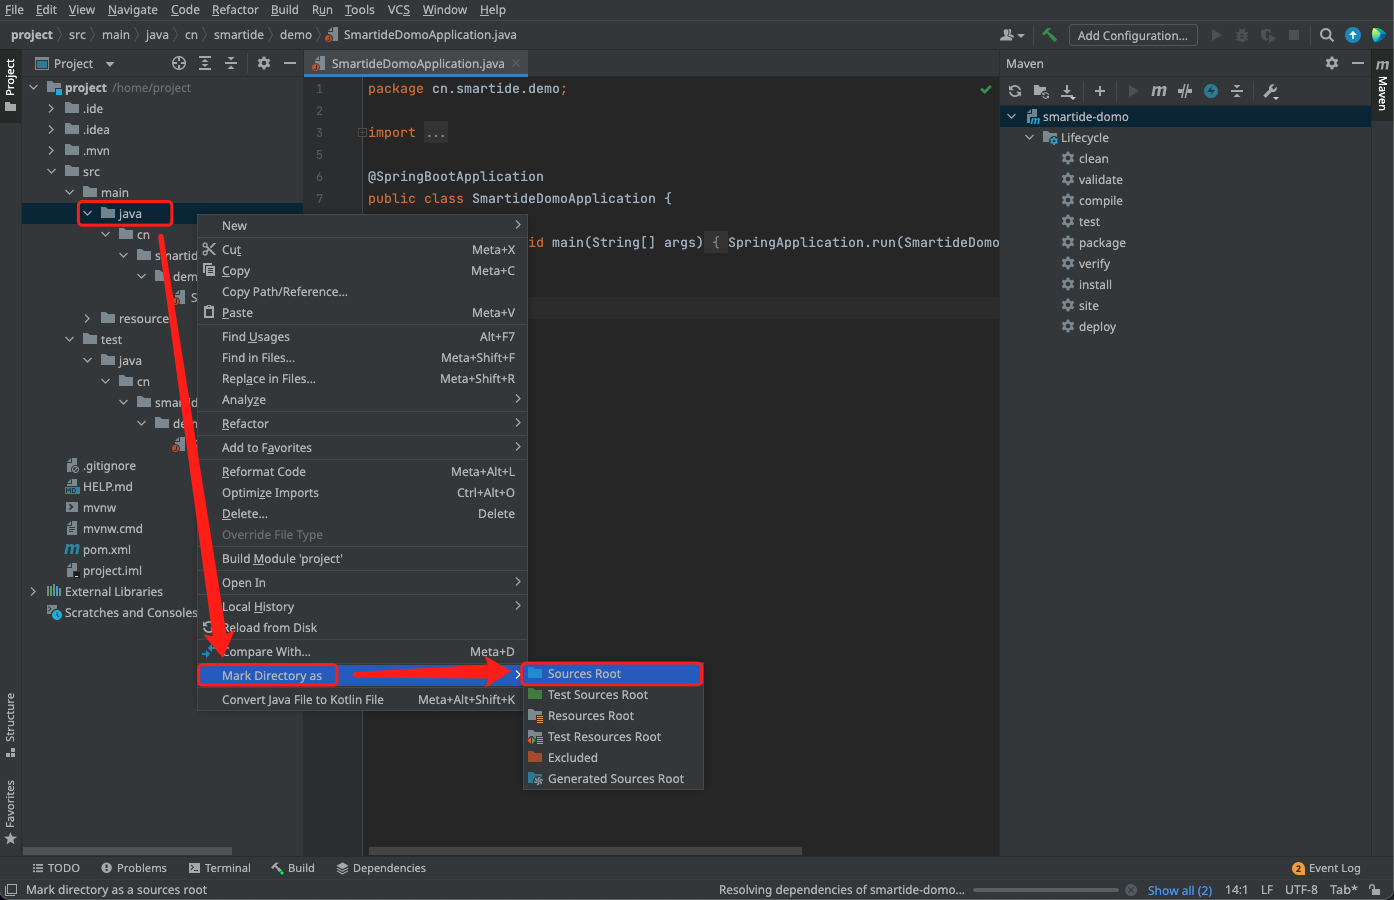 File Edit View Navigate Code Refactor Build Run Tools VCS Window Help
project src main java cn smartide demo SmartideDomoApplication.java
Add Configuration...
Project
Project
SmartideDomoApplication.java
Maven
m
Maven
project /home/project
.ide
.idea
.mvn
src
main
java
cn
smartid
dem
S
resource
test
java
cn
smartid
.gitignore
HELP.md
mvnw
mvnw.cmd
pom.xml
project.iml
External Libraries
Scratches and Consoles
Structure
Favorites
1 package cn.smartide.demo;
2
3 import ...
5
6 @SpringBootApplication
7 public class SmartideDomoApplication {
id main(String[] args) { SpringApplication.run(SmartideDomo
New
Cut Meta+X
Copy Meta+C
Copy Path/Reference...
Paste Meta+V
Find Usages Alt+F7
Find in Files... Meta+Shift+F
Replace in Files... Meta+Shift+R
Analyze
Refactor
Add to Favorites
Reformat Code Meta+Alt+L
Optimize Imports Ctrl+Alt+O
Delete... Delete
Override File Type
Build Module 'project'
Open In
Local History
Reload from Disk
Compare With... Meta+D
Mark Directory as
Convert Java File to Kotlin File Meta+Alt+Shift+K
Sources Root
Test Sources Root
Resources Root
Test Resources Root
Excluded
Generated Sources Root
smartide-domo
Lifecycle
clean
validate
compile
test
package
verify
install
site
deploy
TODO Problems Terminal Build Dependencies
2 Event Log
Mark directory as a sources root
Resolving dependencies of smartide-domo...
Show all (2) 14:1 LF UTF-8 Tab*